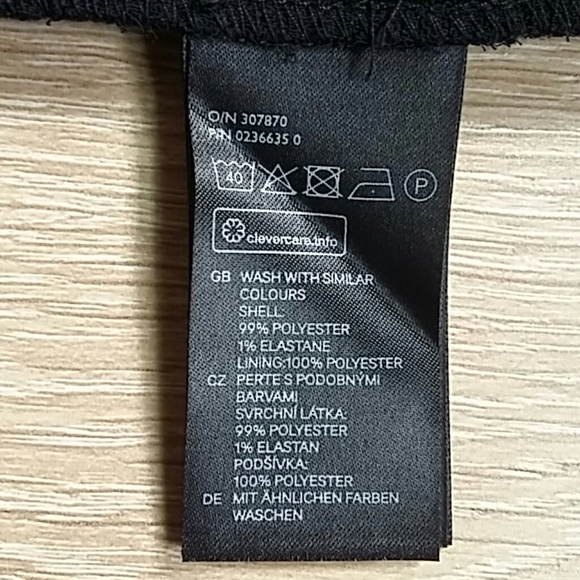 O/N 307870
P/N 0236635 0
40 P
clevercare.info
GB WASH WITH SIMILAR
COLOURS
SHELL:
99% POLYESTER
1% ELASTANE
LINING:100% POLYESTER
CZ PERTE S PODOBNÝMI
BARVAMI
SVRCHNÍ LÁTKA:
99% POLYESTER
1% ELASTAN
PODŠÍVKA:
100% POLYESTER
DE MIT ÄHNLICHEN FARBEN
WASCHEN